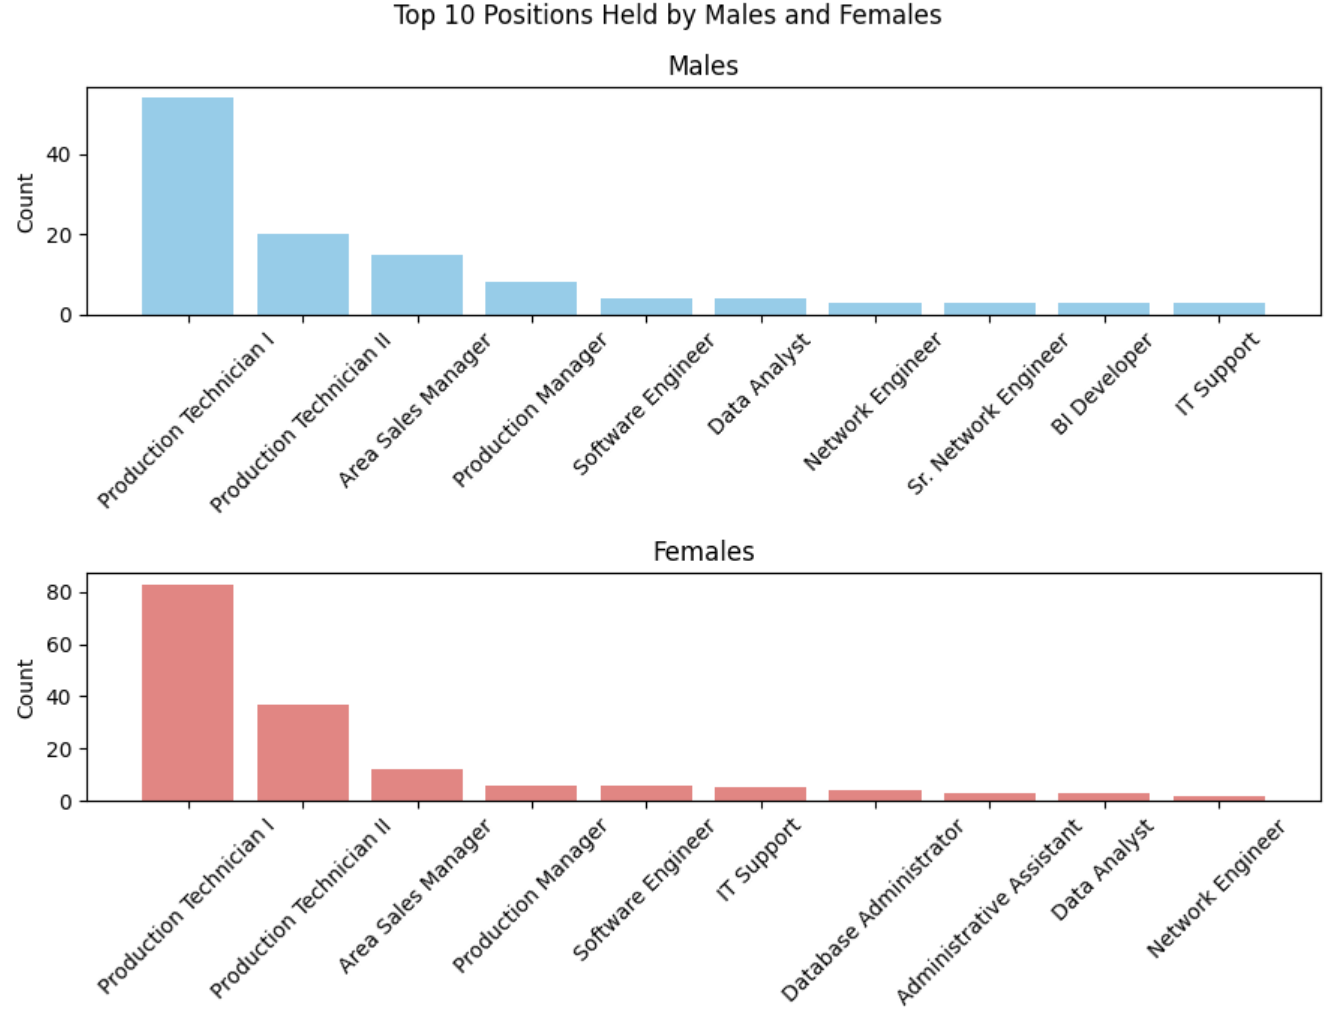 Top 10 Positions Held by Males and Females
Males
Count
40
20
0
Production Technician I
Production Technician II
Area Sales Manager
Production Manager
Software Engineer
Data Analyst
Network Engineer
Sr. Network Engineer
BI Developer
IT Support
Females
Count
80
60
40
20
0
Production Technician I
Production Technician II
Area Sales Manager
Production Manager
Software Engineer
IT Support
Database Administrator
Administrative Assistant
Data Analyst
Network Engineer